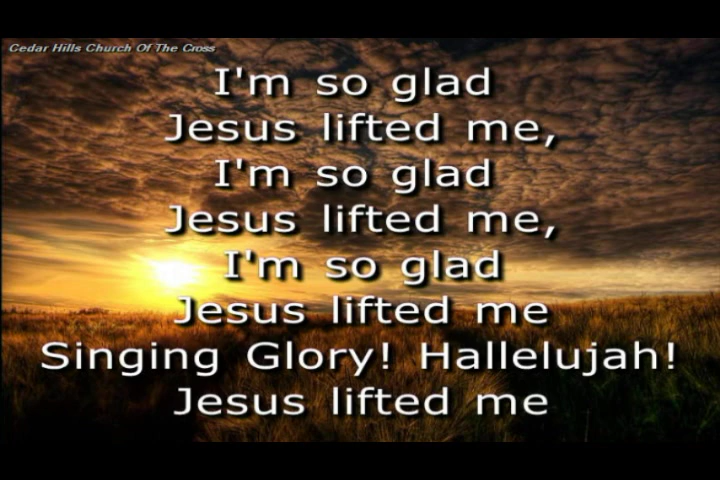 Cedar Hills Church Of The Cross
I'm so glad
Jesus lifted me,
I'm so glad
Jesus lifted me,
I'm so glad
Jesus lifted me
Singing Glory! Hallelujah!
Jesus lifted me